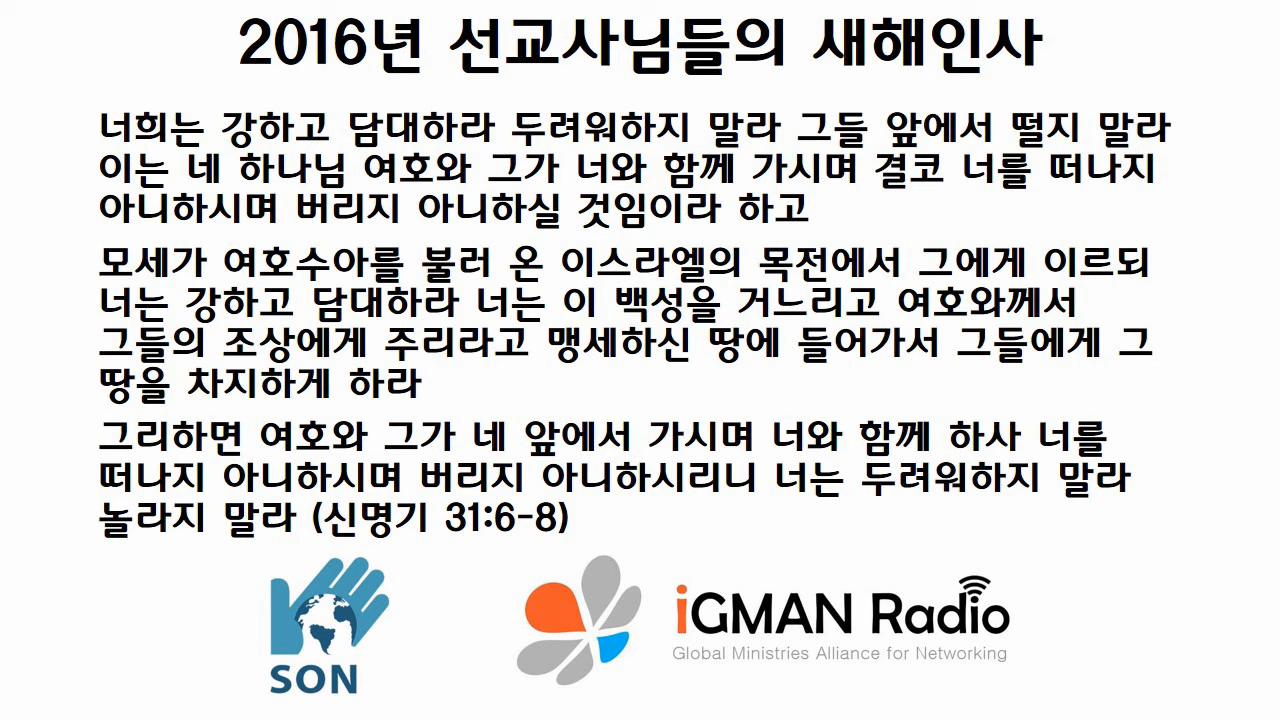 2016년 선교사님들의 새해인사
너희는 강하고 담대하라 두려워하지 말라 그들 앞에서 떨지 말라
이는 네 하나님 여호와 그가 너와 함께 가시며 결코 너를 떠나지
아니하시며 버리지 아니하실 것임이라 하고
모세가 여호수아를 불러 온 이스라엘의 목전에서 그에게 이르되
너는 강하고 담대하라 너는 이 백성을 거느리고 여호와께서
그들의 조상에게 주리라고 맹세하신 땅에 들어가서 그들에게 그
땅을 차지하게 하라
그리하면 여호와 그가 네 앞에서 가시며 너와 함께 하사 너를
떠나지 아니하시며 버리지 아니하시리니 너는 두려워하지 말라
놀라지 말라 (신명기 31:6-8)
SON
iGMAN Radio
Global Ministries Alliance for Networking